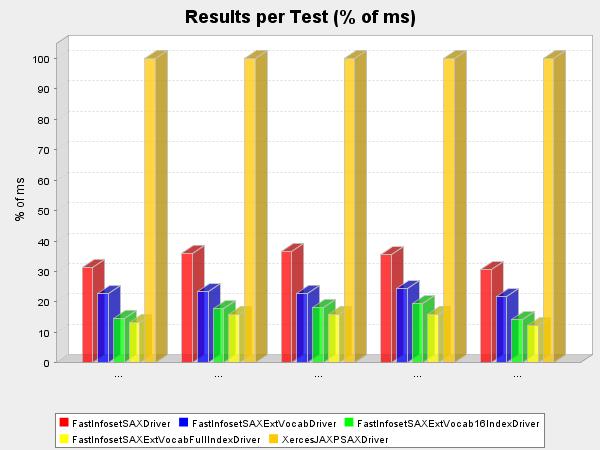 Results per Test (% of ms)
100
90
80
70
60
50
40
30
20
10
0
% of ms
... ... ... ... ...
FastInfosetSAXDriver FastInfosetSAXExtVocabDriver FastInfosetSAXExtVocab16IndexDriver
FastInfosetSAXExtVocabFullIndexDriver XercesJAXPSAXDriver